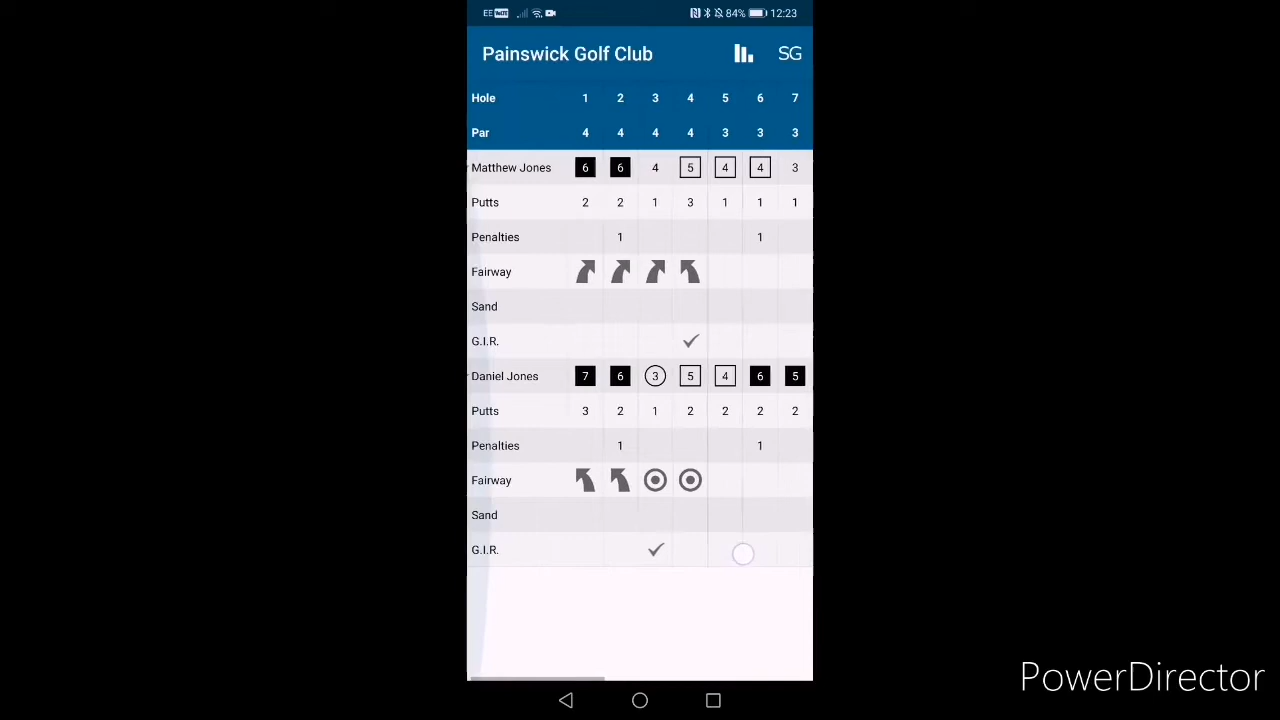 EE WiFi 84% 12:23
Painswick Golf Club SG
Hole 1 2 3 4 5 6 7
Par 4 4 4 4 3 3 3
Matthew Jones 6 6 4 5 4 4 3
Putts 2 2 1 3 1 1 1
Penalties 1 1
Fairway
Sand
G.I.R.
Daniel Jones 7 6 3 5 4 6 5
Putts 3 2 1 2 2 2 2
Penalties 1 1
Fairway
Sand
G.I.R.
PowerDirector